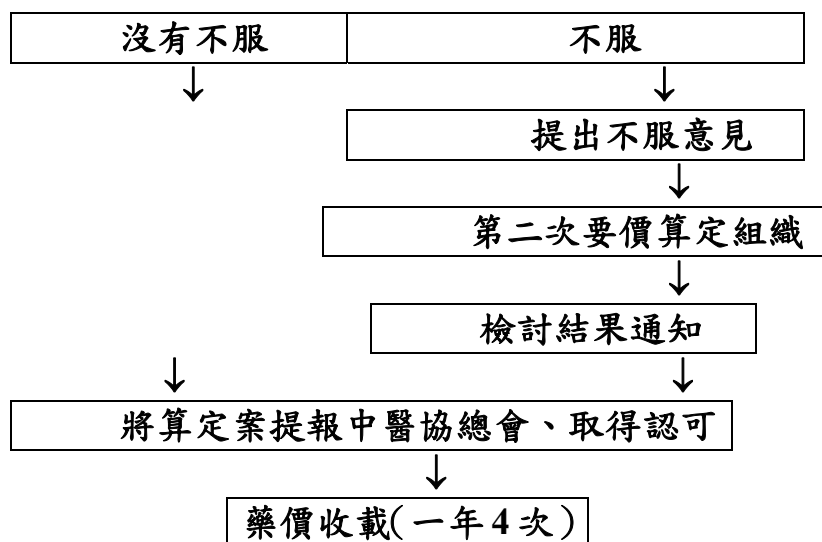 沒有不服 不服
↓ ↓
提出不服意見
↓
第二次要價算定組織
↓
檢討結果通知
↓ ↓
將算定案提報中醫協總會、取得認可
↓
藥價收載(一年 4 次)